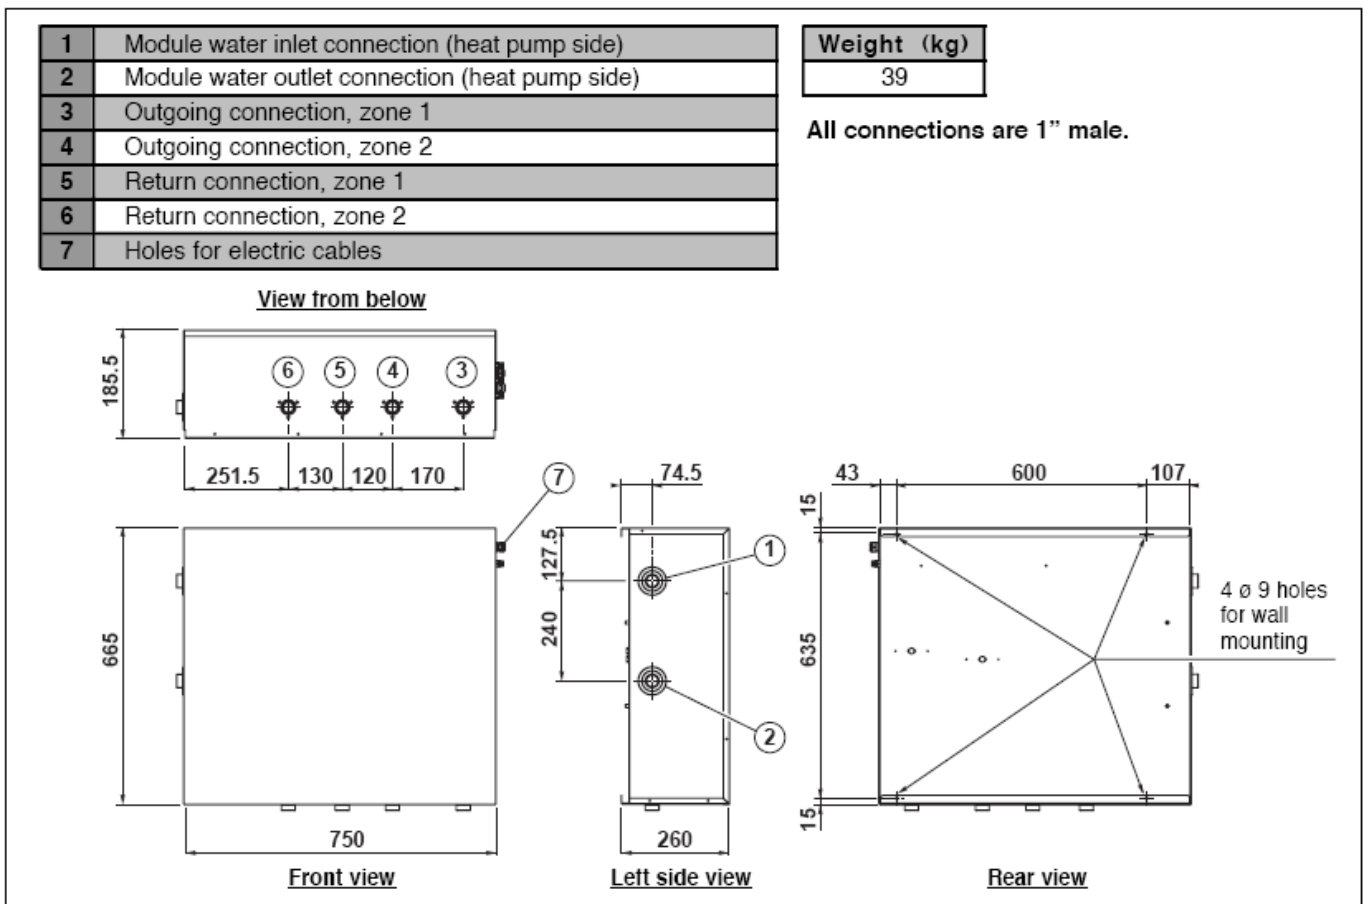 1 Module water inlet connection (heat pump side)
2 Module water outlet connection (heat pump side)
3 Outgoing connection, zone 1
4 Outgoing connection, zone 2
5 Return connection, zone 1
6 Return connection, zone 2
7 Holes for electric cables
Weight (kg)
39
All connections are 1” male.
View from below
185.5
6 5 4 3
251.5 130 120 170
7
665
750
Front view
74.5
127.5
240
1
2
260
Left side view
43 600 107
15
635
15
4 ø 9 holes
for wall
mounting
Rear view